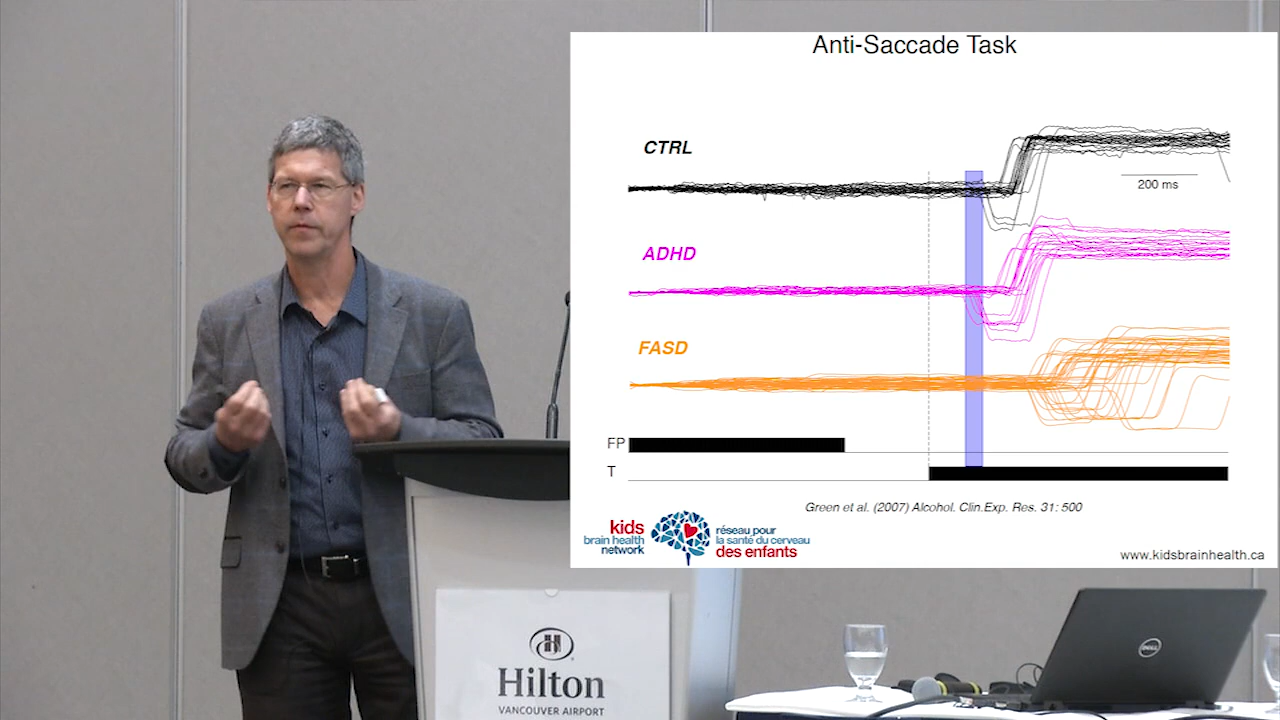 Anti-Saccade Task
CTRL
200 ms
ADHD
FASD
FP
T
Green et al. (2007) Alcohol. Clin.Exp. Res. 31: 500
kids
brain health
network
réseau pour
la santé du cerveau
des enfants
www.kidsbrainhealth.ca
H
Hilton
VANCOUVER AIRPORT
DELL